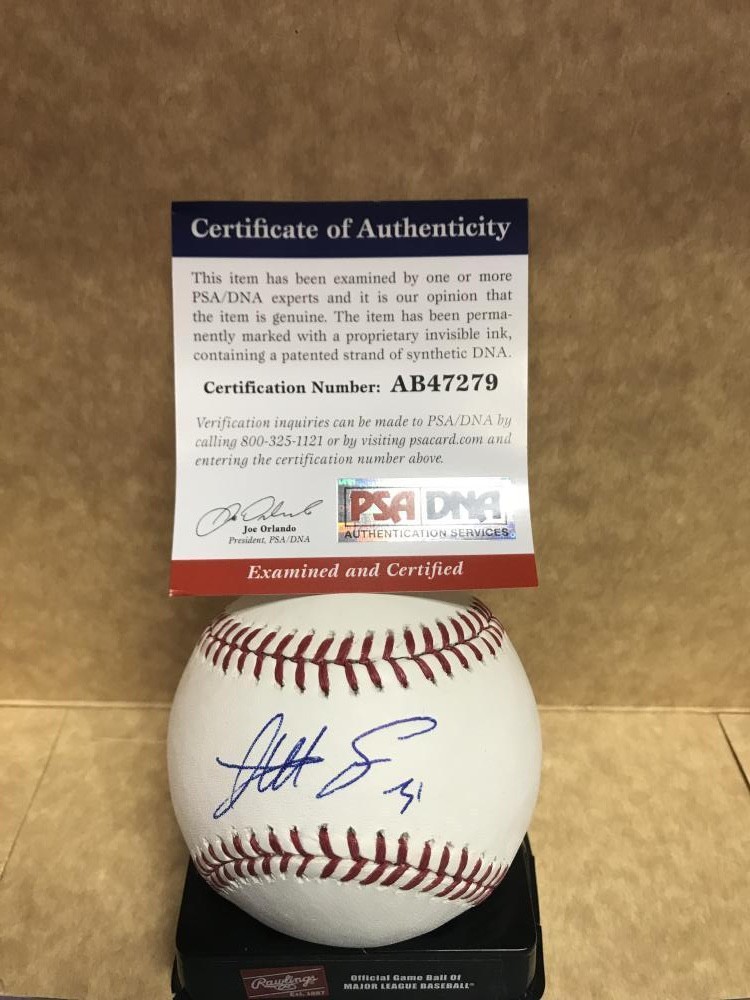 Certificate of Authenticity
This item has been examined by one or more
PSA/DNA experts and it is our opinion that
the item is genuine. The item has been perma-
nently marked with a proprietary invisible ink,
containing a patented strand of synthetic DNA.
Certification Number: AB47279
Verification inquiries can be made to PSA/DNA by
calling 800-325-1121 or by visiting psacard.com and
entering the certification number above.
Joe Orlando
President, PSA/DNA
PSA DNA
AUTHENTICATION SERVICES
Examined and Certified
31
Rawlings
Est. 1887
Official Game Ball Of
MAJOR LEAGUE BASEBALL®